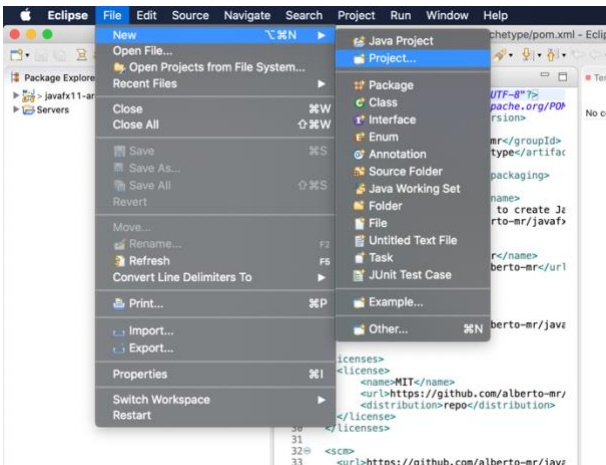 Eclipse File Edit Source Navigate Search Project Run Window Help
chetype/pom.xml - Eclip
Package Explore
> javafx11-ar
Servers
New ⌥⌘N
Open File...
Open Projects from File System...
Recent Files
Close ⌘W
Close All ⇧⌘W
Save ⌘S
Save As...
Save All ⇧⌘S
Revert
Move...
Rename... F2
Refresh F5
Convert Line Delimiters To
Print... ⌘P
Import...
Export...
Properties ⌘I
Switch Workspace
Restart
Java Project
Project...
Package
Class
Interface
Enum
Annotation
Source Folder
Java Working Set
Folder
File
Untitled Text File
Task
JUnit Test Case
Example...
Other... ⌘N
Ter
No co
UTF-8"?>
pache.org/POM
rsion>
mr</groupId>
type</artifac
packaging>
name>
to create Ja
rto-mr/javafx
r</name>
berto-mr</url
lberto-mr/java
icenses>
<license>
<name>MIT</name>
<url>https://github.com/alberto-mr/
<distribution>repo</distribution>
</license>
30 </licenses>
31
32 <scm>
33 <url>https://github.com/alberto-mr/java